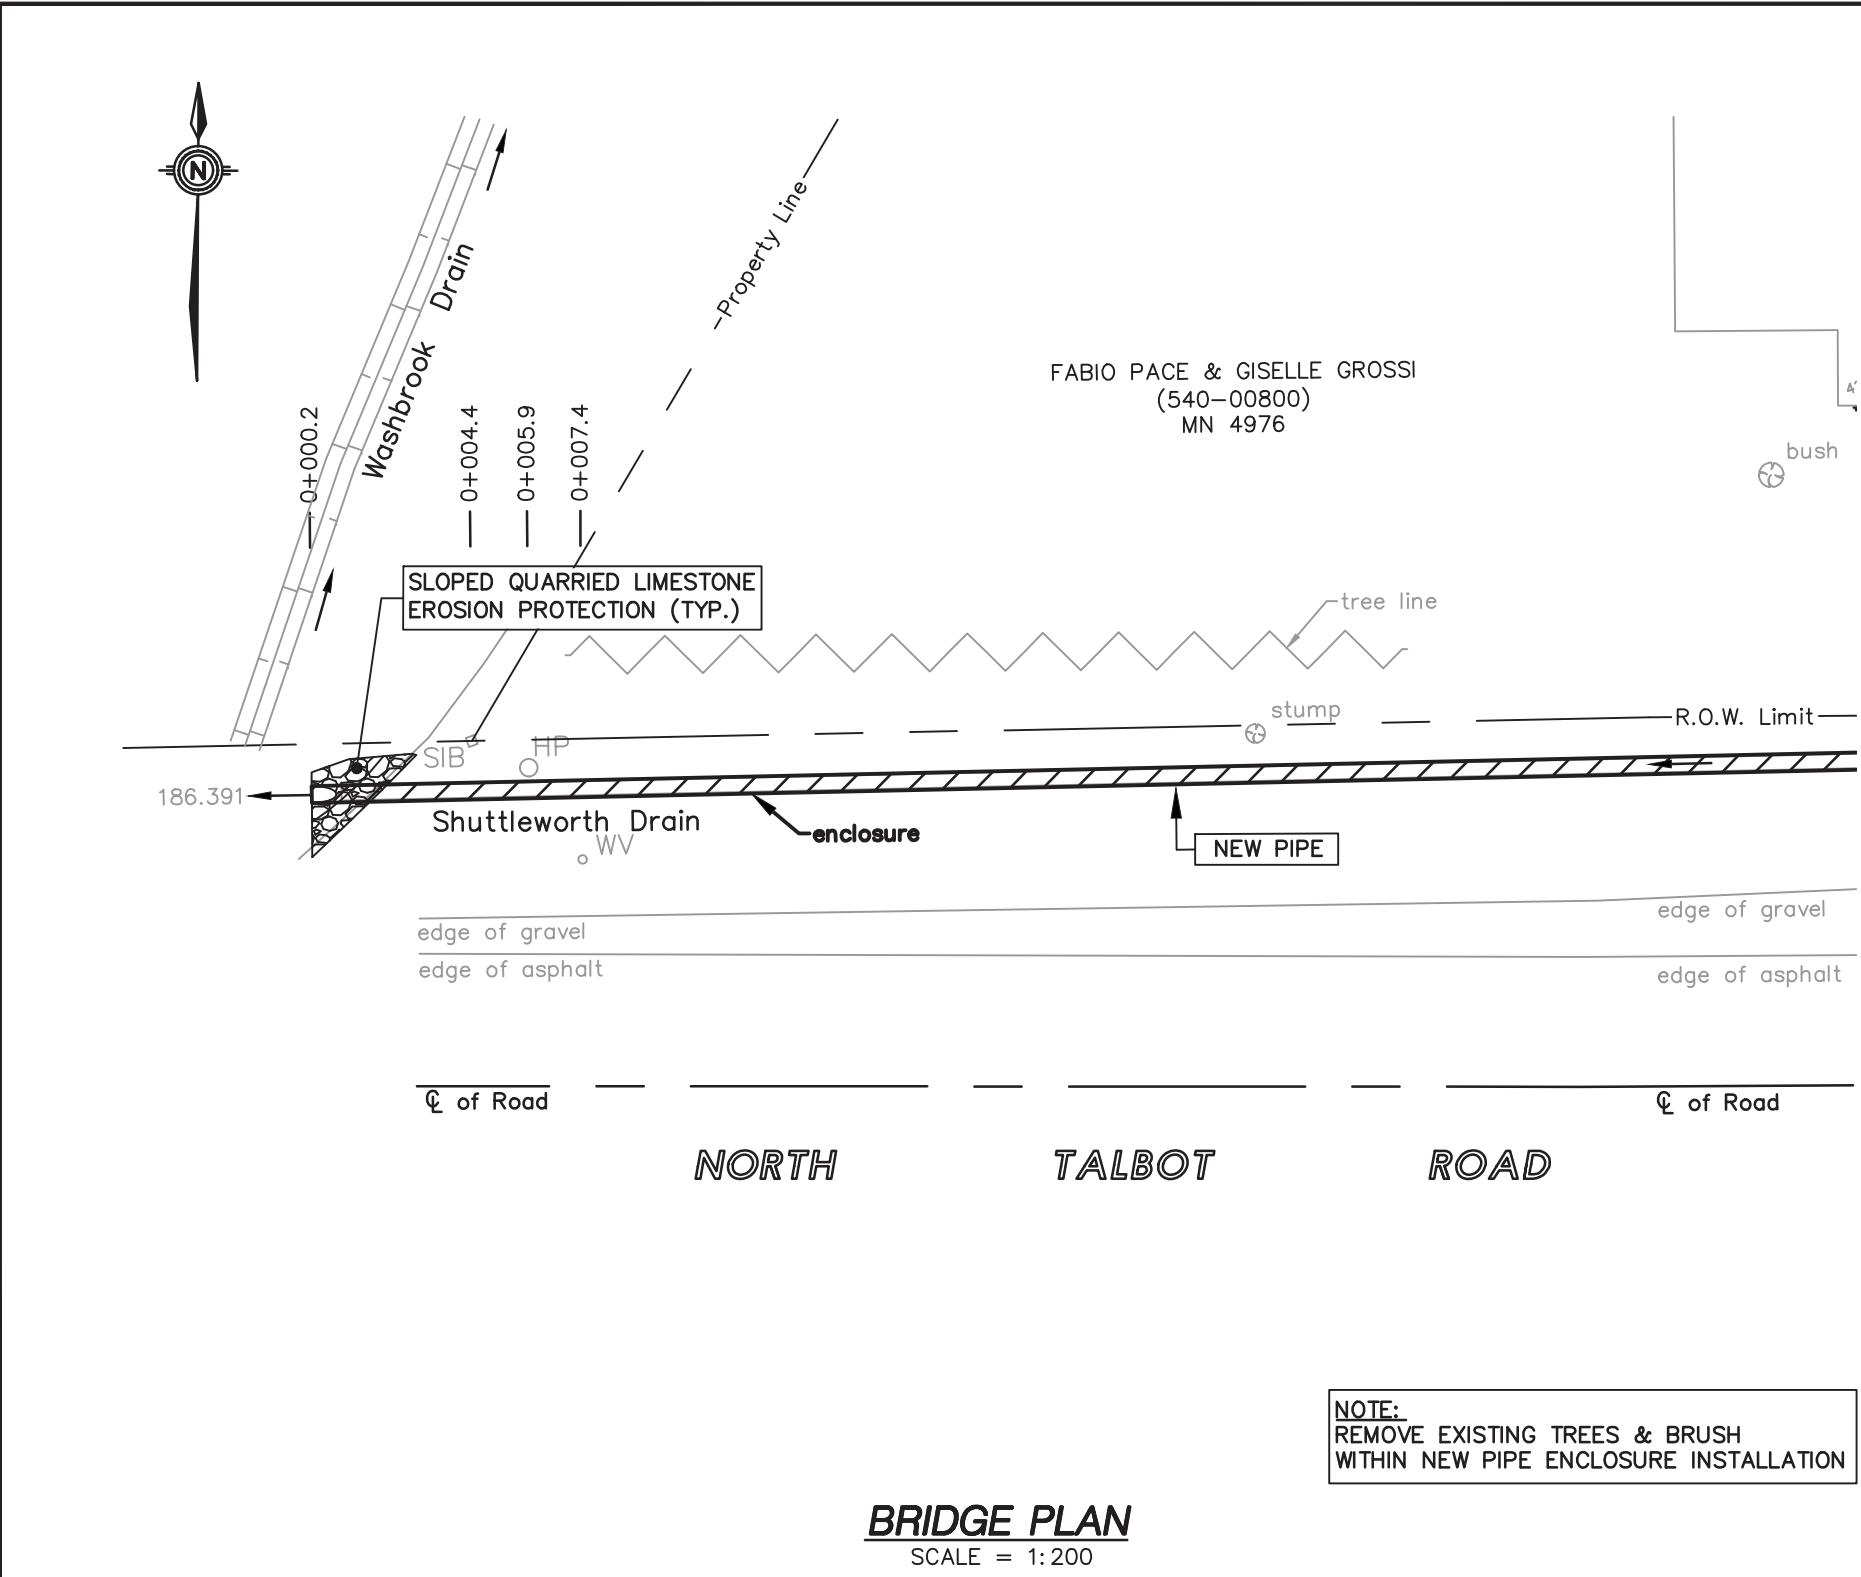 N
Washbrook Drain
Property Line
FABIO PACE & GISELLE GROSSI
(540-00800)
MN 4976
bush
0+000.2
0+004.4
0+005.9
0+007.4
SLOPED QUARRIED LIMESTONE
EROSION PROTECTION (TYP.)
tree line
stump
R.O.W. Limit
SIB
HP
186.391
Shuttleworth Drain
WV
enclosure
NEW PIPE
edge of gravel
edge of gravel
edge of asphalt
edge of asphalt
℄ of Road
℄ of Road
NORTH TALBOT ROAD
NOTE:
REMOVE EXISTING TREES & BRUSH
WITHIN NEW PIPE ENCLOSURE INSTALLATION
BRIDGE PLAN
SCALE = 1:200